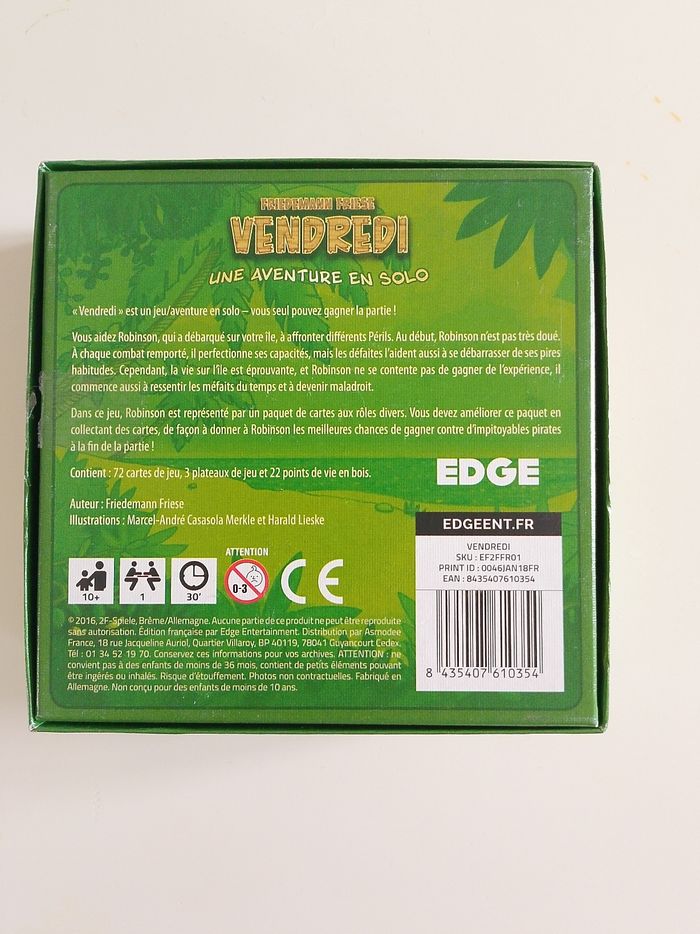 FRIEDEMANN FRIESE
VENDREDI
UNE AVENTURE EN SOLO
« Vendredi » est un jeu/aventure en solo – vous seul pouvez gagner la partie !
Vous aidez Robinson, qui a débarqué sur votre île, à affronter différents Périls. Au début, Robinson n'est pas très doué.
À chaque combat remporté, il perfectionne ses capacités, mais les défaites l'aident aussi à se débarrasser de ses pires
habitudes. Cependant, la vie sur l'île est éprouvante, et Robinson ne se contente pas de gagner de l'expérience, il
commence aussi à ressentir les méfaits du temps et à devenir maladroit.
Dans ce jeu, Robinson est représenté par un paquet de cartes aux rôles divers. Vous devez améliorer ce paquet en
collectant des cartes, de façon à donner à Robinson les meilleures chances de gagner contre d'impitoyables pirates
à la fin de la partie !
Contient : 72 cartes de jeu, 3 plateaux de jeu et 22 points de vie en bois.
EDGE
Auteur : Friedemann Friese
Illustrations : Marcel-André Casasola Merkle et Harald Lieske
EDGEENT.FR
VENDREDI
SKU : EF2FFR01
PRINT ID : 0046JAN18FR
EAN : 8435407610354
8 435407 610354
ATTENTION
10+
1
30'
0-3
CE
© 2016, 2F-Spiele, Brême/Allemagne. Aucune partie de ce produit ne peut être reproduite
sans autorisation. Édition française par Edge Entertainment. Distribution par Asmodee
France, 18 rue Jacqueline Auriol, Quartier Villaroy, BP 40119, 78041 Guyancourt Cedex.
Tél : 01 34 52 19 70. Conservez ces informations pour vos archives. ATTENTION : ne
convient pas à des enfants de moins de 36 mois, contient de petits éléments pouvant
être ingérés ou inhalés. Risque d'étouffement. Photos non contractuelles. Fabriqué en
Allemagne. Non conçu pour des enfants de moins de 10 ans.